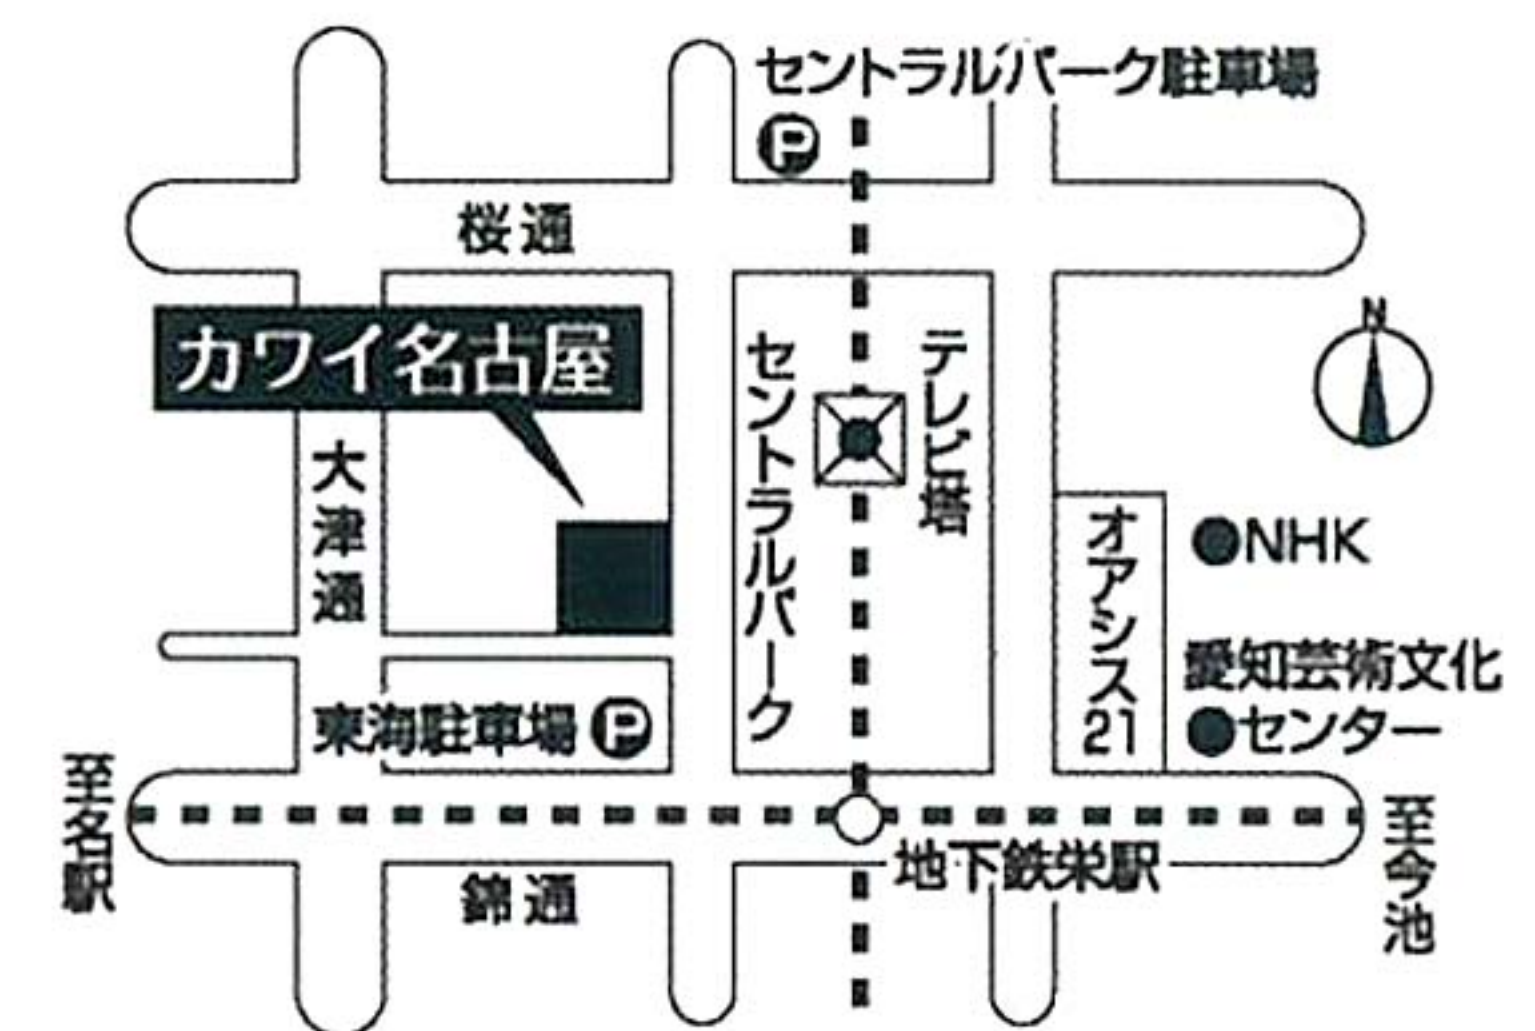 セントラルパーク駐車場
P
桜通
N
カワイ名古屋
テレビ塔
セントラルパーク
大津通
オアシス21
NHK
愛知芸術文化
センター
東海駐車場 P
至名駅
至今池
地下鉄栄駅
錦通